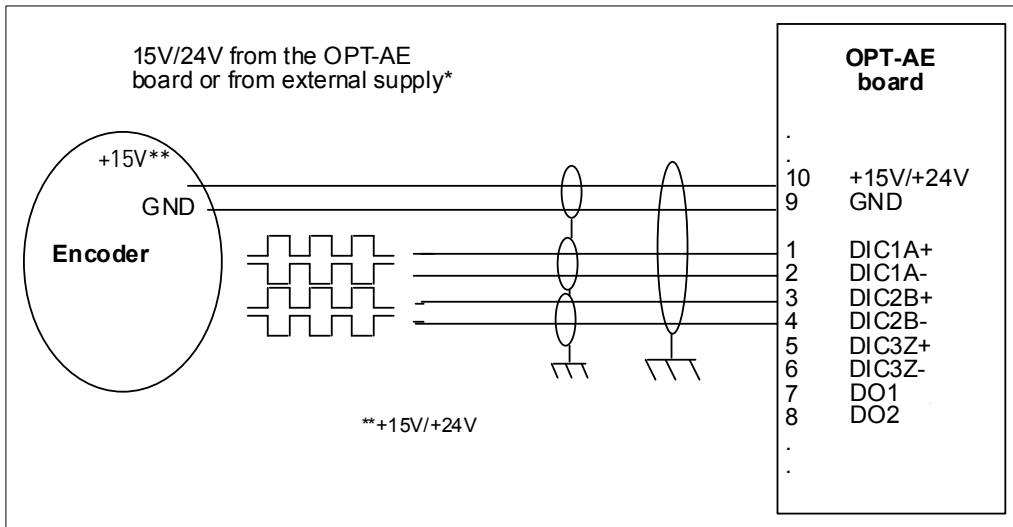 15V/24V from the OPT-AE
board or from external supply*
OPT-AE
board
.
.
+15V**
10 +15V/+24V
GND
9 GND
Encoder
1 DIC1A+
2 DIC1A-
3 DIC2B+
4 DIC2B-
5 DIC3Z+
6 DIC3Z-
7 DO1
8 DO2
.
.
**+15V/+24V